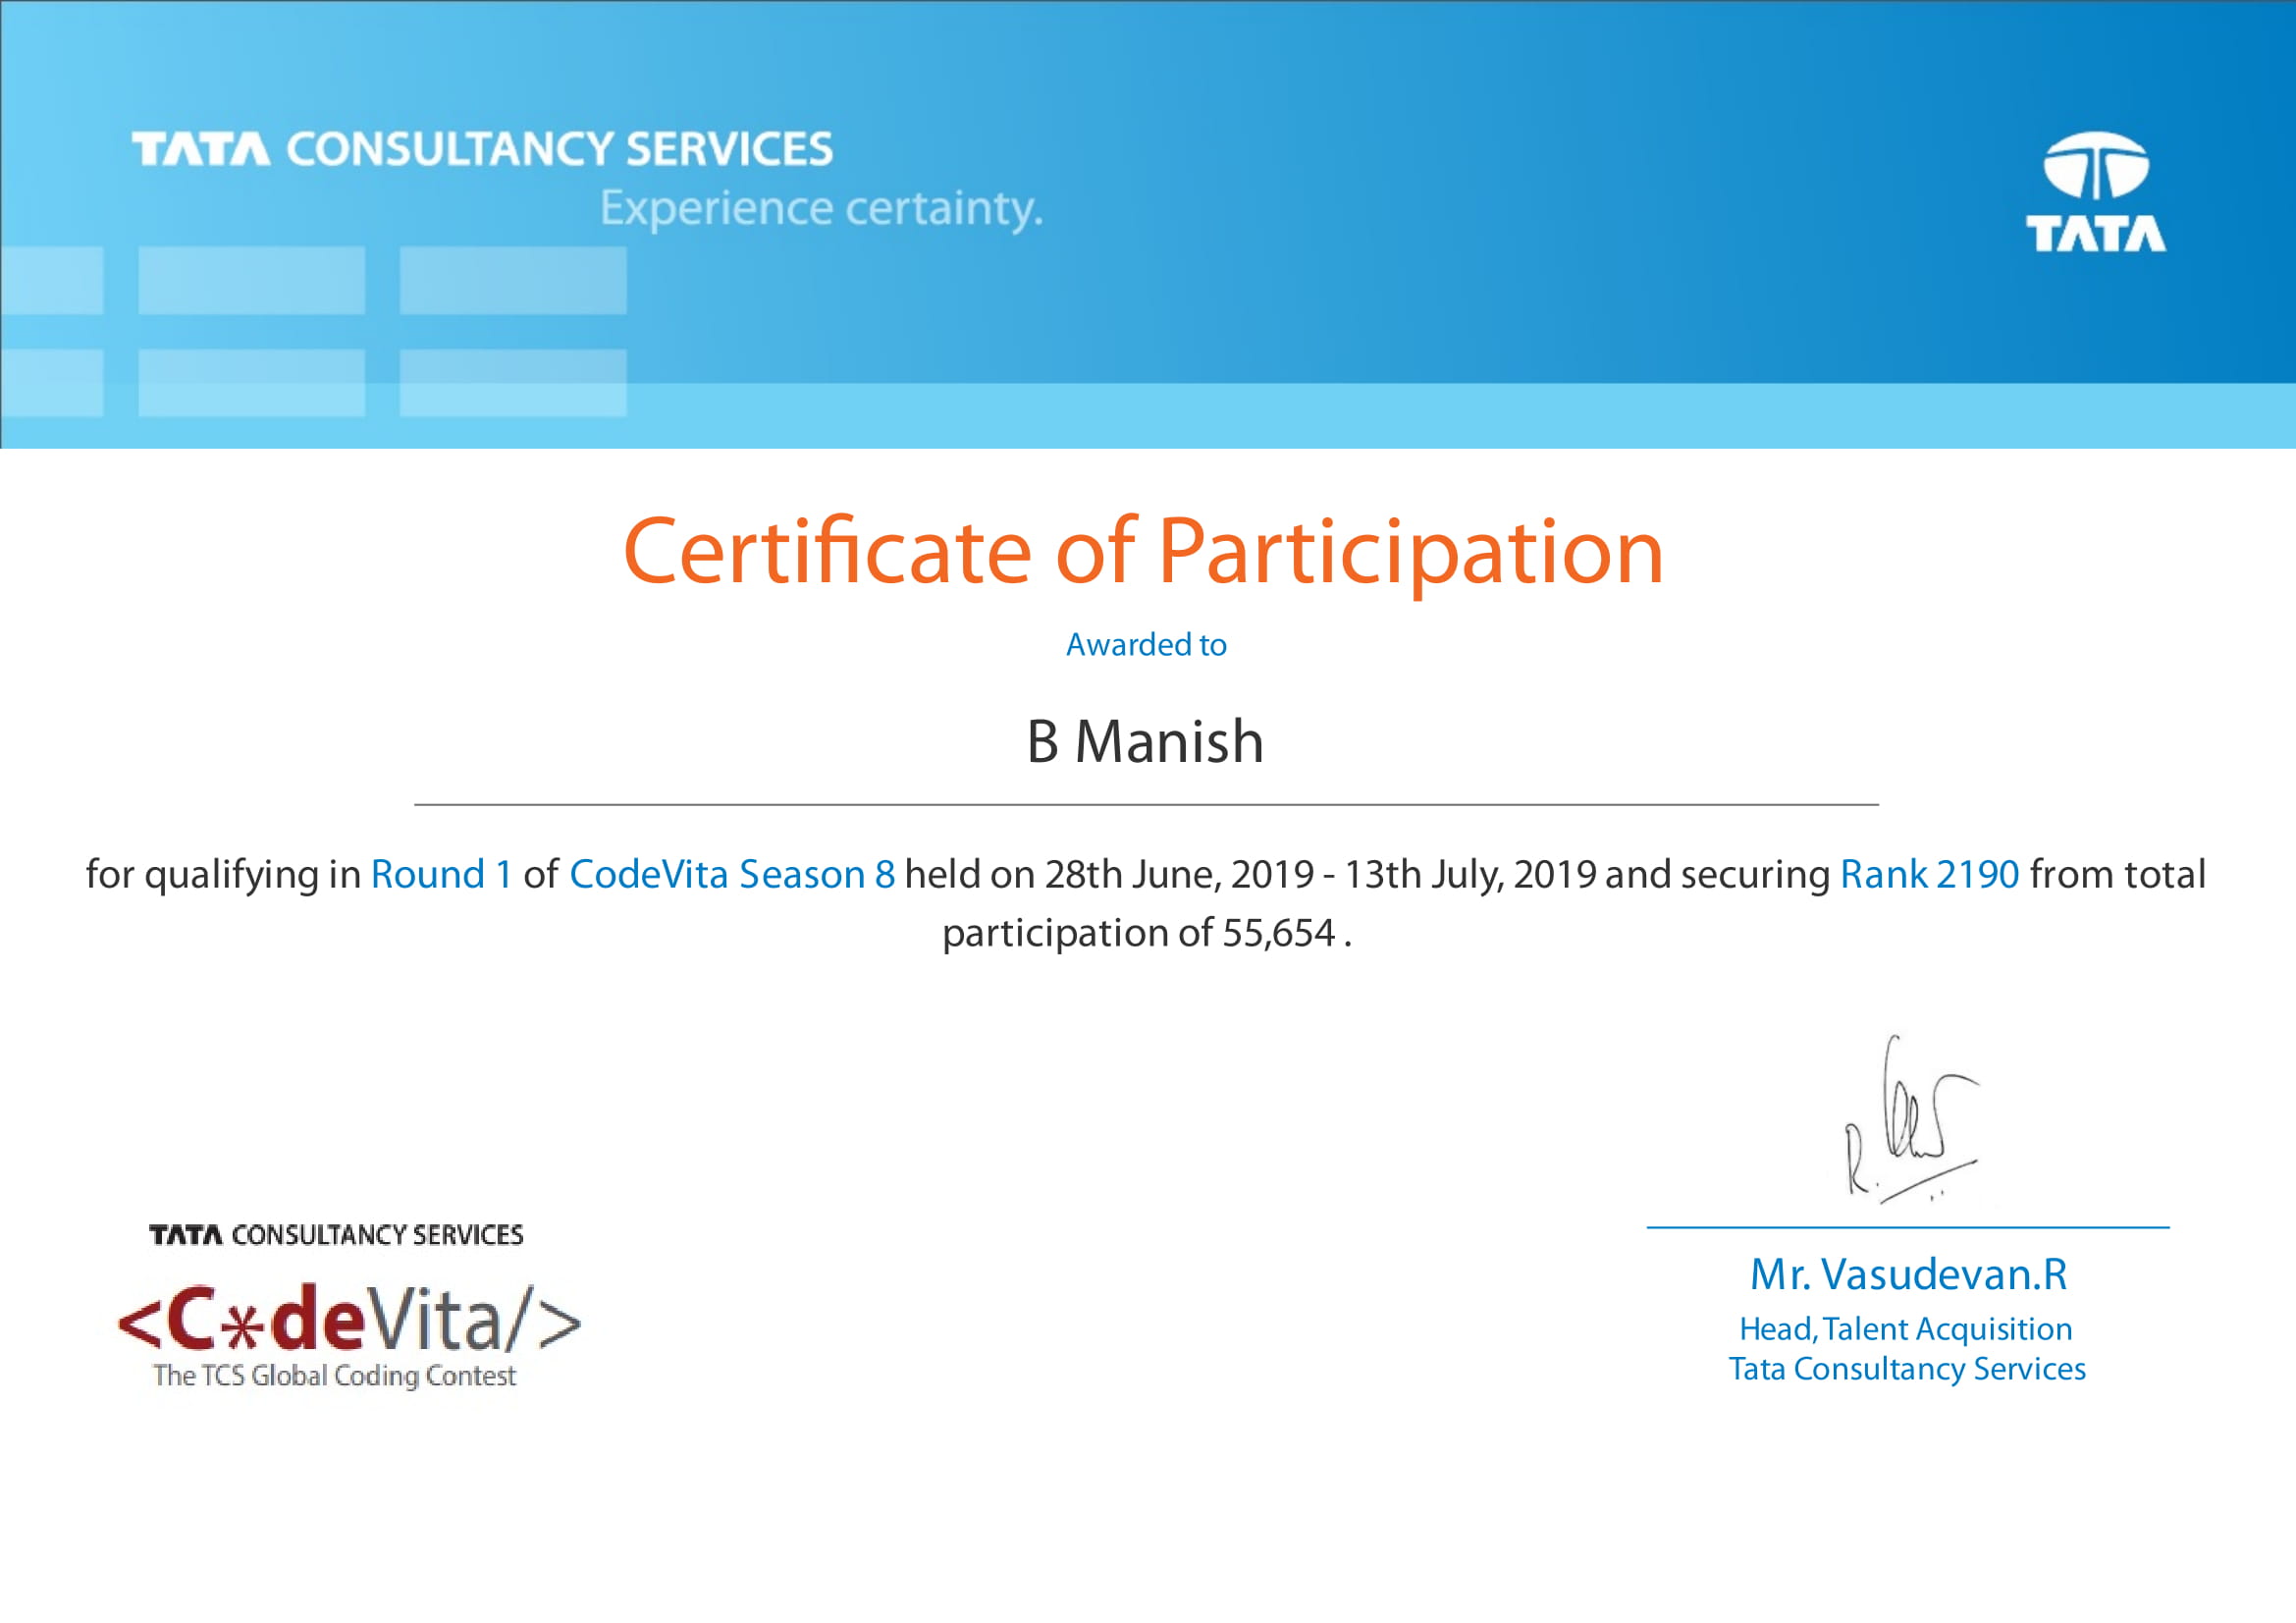 TATA CONSULTANCY SERVICES
Experience certainty.
TATA
Certificate of Participation
Awarded to
B Manish
for qualifying in Round 1 of CodeVita Season 8 held on 28th June, 2019 - 13th July, 2019 and securing Rank 2190 from total
participation of 55,654 .
TATA CONSULTANCY SERVICES
<C*deVita/>
The TCS Global Coding Contest
Mr. Vasudevan.R
Head, Talent Acquisition
Tata Consultancy Services